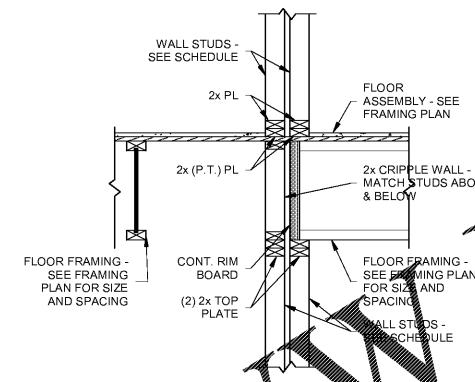 WALL STUDS -
SEE SCHEDULE
2x PL
FLOOR
ASSEMBLY - SEE
FRAMING PLAN
2x (P.T.) PL
2x CRIPPLE WALL -
MATCH STUDS ABO
& BELOW
FLOOR FRAMING -
SEE FRAMING
PLAN FOR SIZE
AND SPACING
CONT. RIM
BOARD
(2) 2x TOP
PLATE
FLOOR FRAMING -
SEE FRAMING PLAN
FOR SIZE AND
SPACING
WALL STUDS -
SEE SCHEDULE